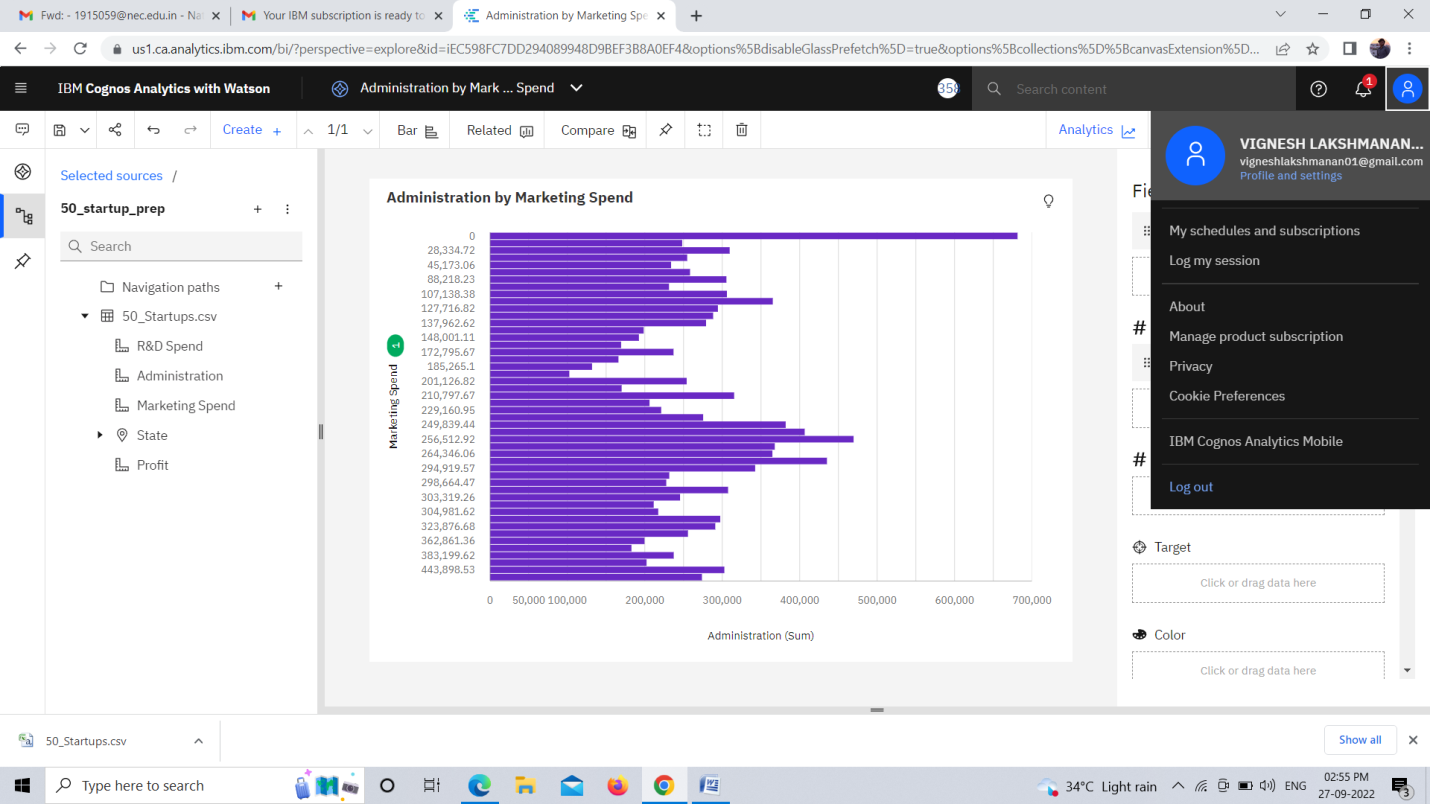 Fwd: - 1915059@nec.edu.in - Na
Your IBM subscription is ready to
Administration by Marketing Spe
us1.ca.analytics.ibm.com/bi/?perspective=explore&id=iEC598FC7DD294089948D9BEF3B8A0EF4&options%5BdisableGlassPrefetch%5D=true&options%5Bcollections%5D%5BcanvasExtension%5D...
IBM Cognos Analytics with Watson
Administration by Mark ... Spend
358
Search content
1
Create +
1/1
Bar
Related
Compare
Analytics
VIGNESH LAKSHMANAN...
vigneshlakshmanan01@gmail.com
Profile and settings
My schedules and subscriptions
Log my session
About
Manage product subscription
Privacy
Cookie Preferences
IBM Cognos Analytics Mobile
Log out
Selected sources /
50_startup_prep
Search
Navigation paths
50_Startups.csv
R&D Spend
Administration
Marketing Spend
State
Profit
Administration by Marketing Spend
Marketing Spend
0
28,334.72
45,173.06
88,218.23
107,138.38
127,716.82
137,962.62
148,001.11
172,795.67
185,265.1
201,126.82
210,797.67
229,160.95
249,839.44
256,512.92
264,346.06
294,919.57
298,664.47
303,319.26
304,981.62
323,876.68
362,861.36
383,199.62
443,898.53
0 50,000 100,000 200,000 300,000 400,000 500,000 600,000 700,000
Administration (Sum)
Fie
#
#
Target
Click or drag data here
Color
Click or drag data here
50_Startups.csv
Show all
Type here to search
34°C Light rain
ENG
02:55 PM
27-09-2022
3